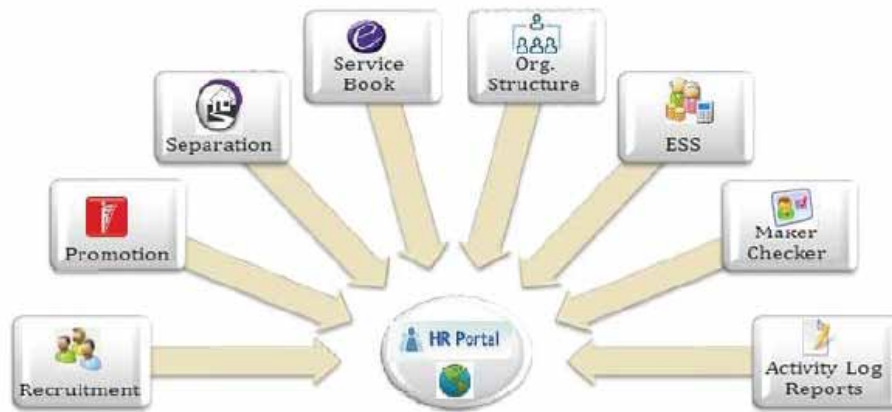 Service
Book
Org.
Structure
Separation
ESS
Promotion
Maker
Checker
HR Portal
Recruitment
Activity Log
Reports